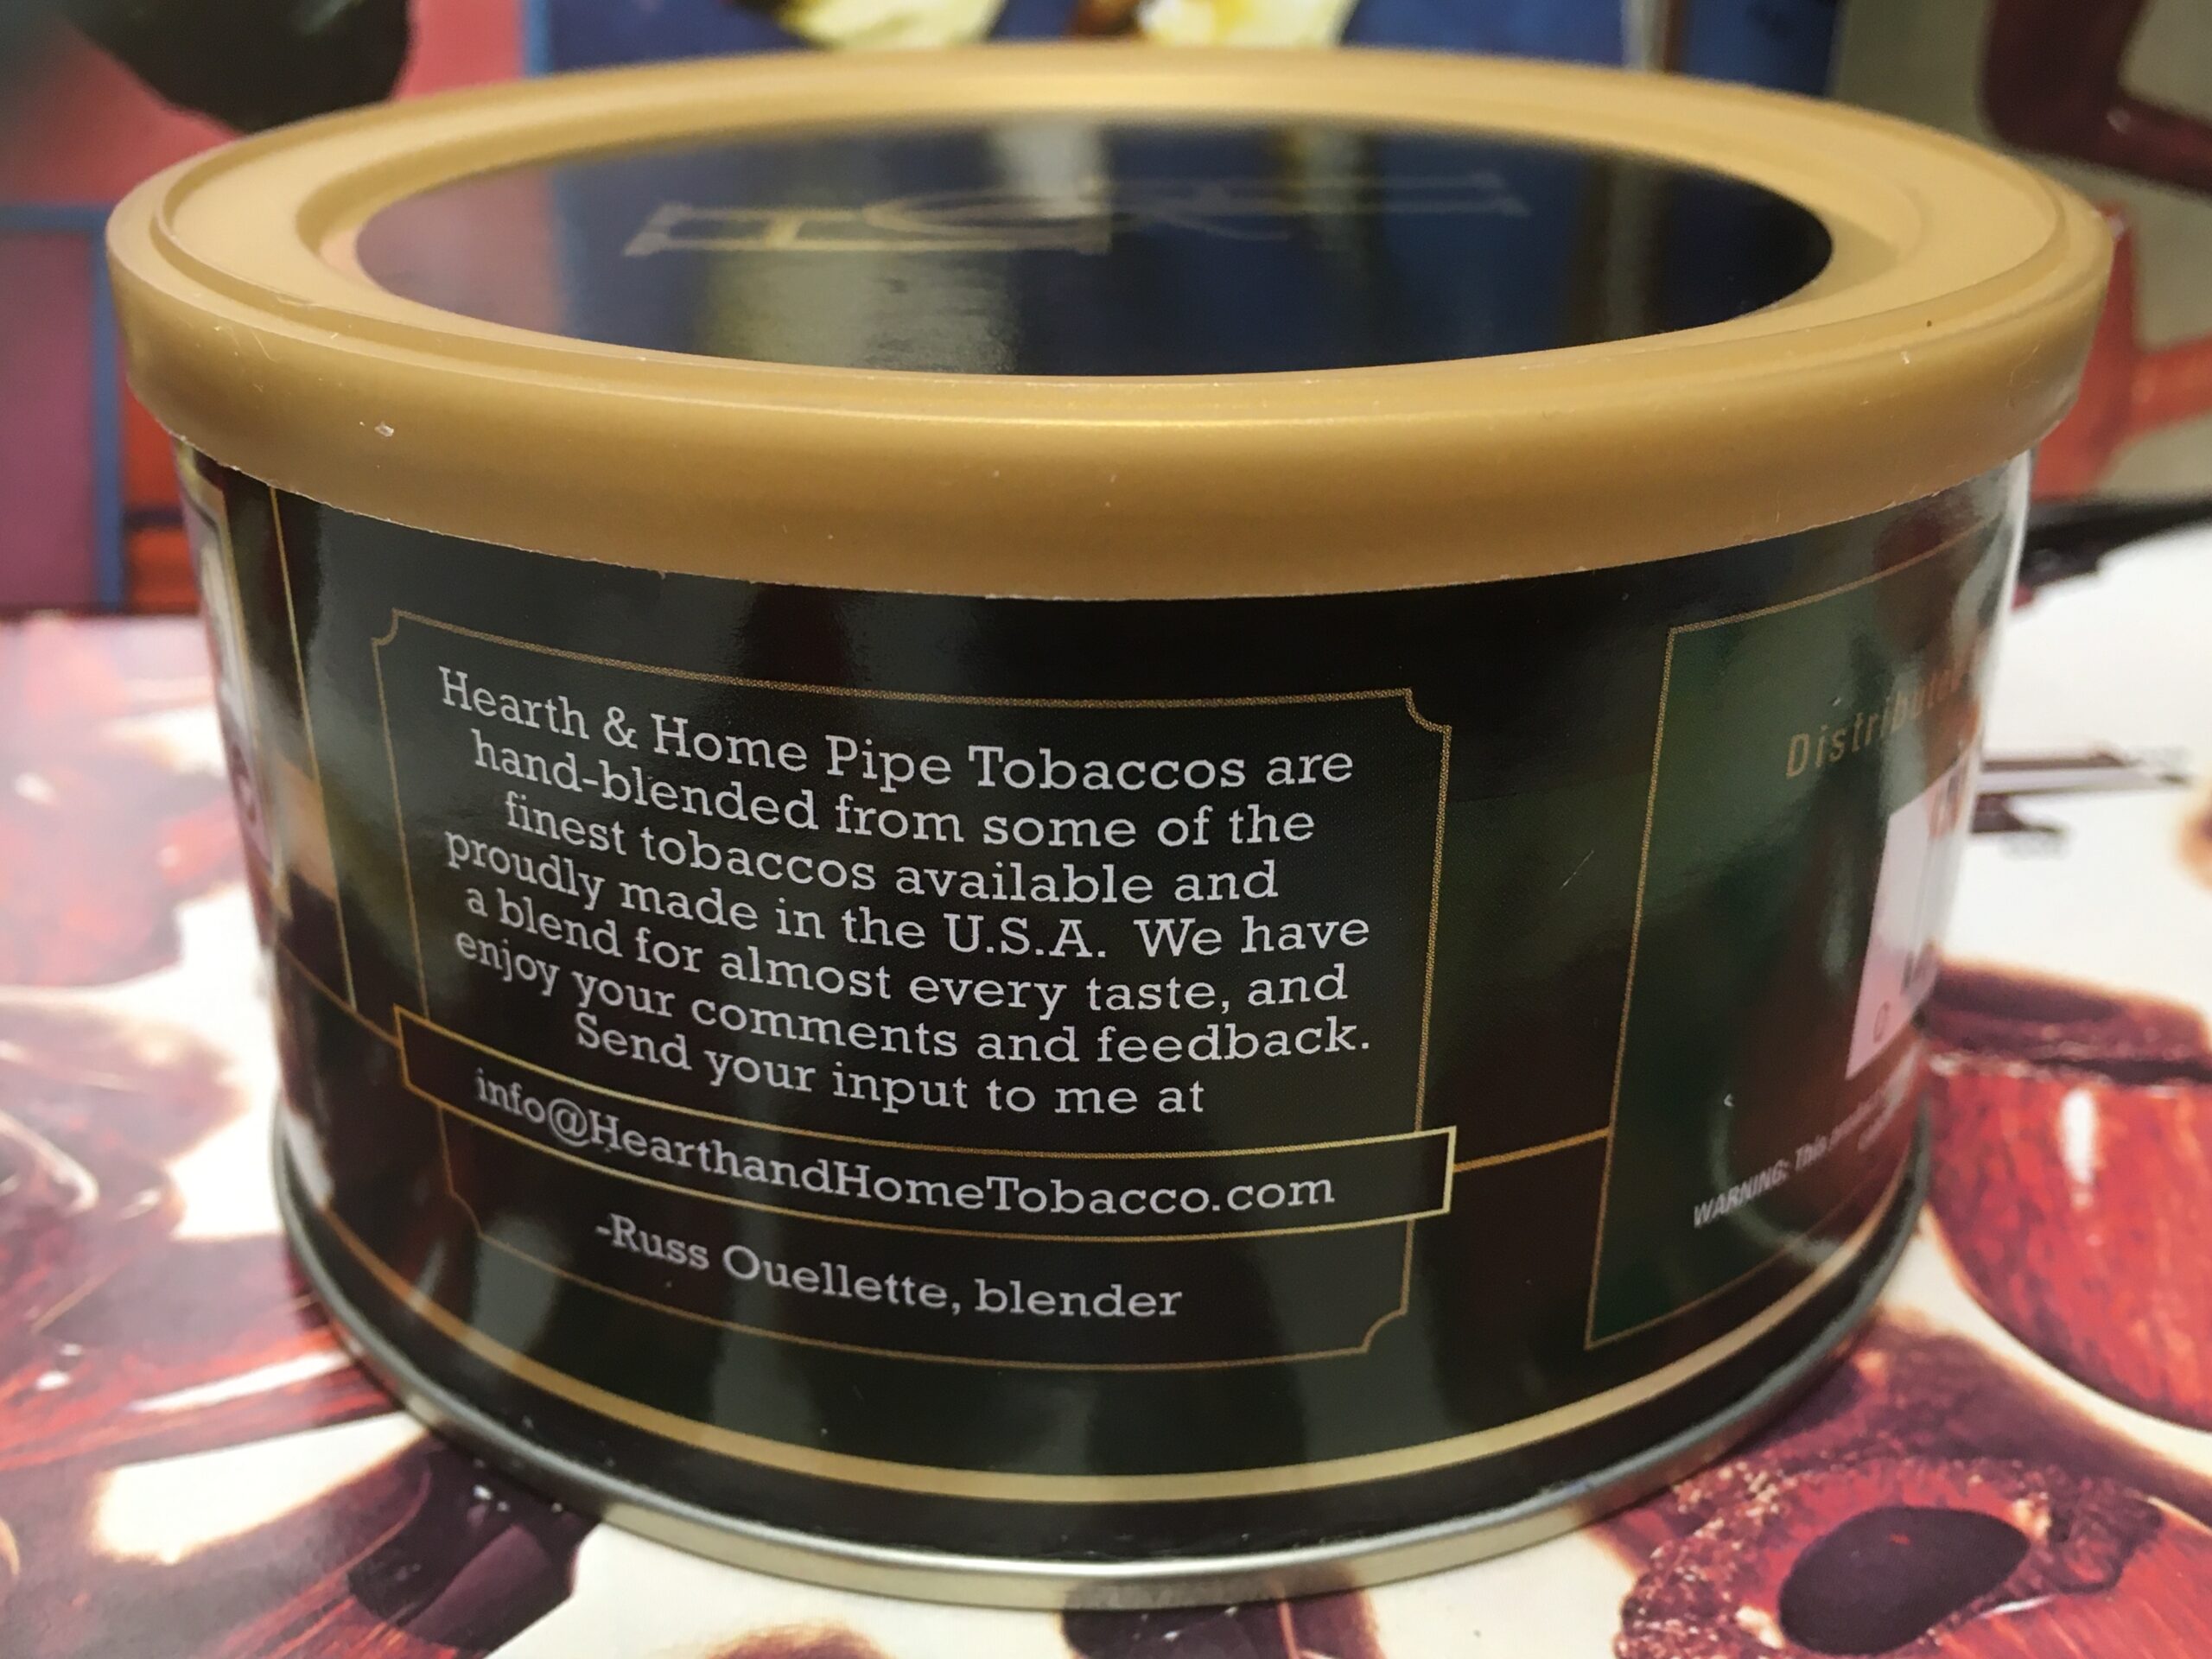 Hearth & Home Pipe Tobaccos are
hand-blended from some of the
finest tobaccos available and
proudly made in the U.S.A. We have
a blend for almost every taste, and
enjoy your comments and feedback.
Send your input to me at
info@HearthandHomeTobacco.com
-Russ Ouellette, blender
WARNING: This